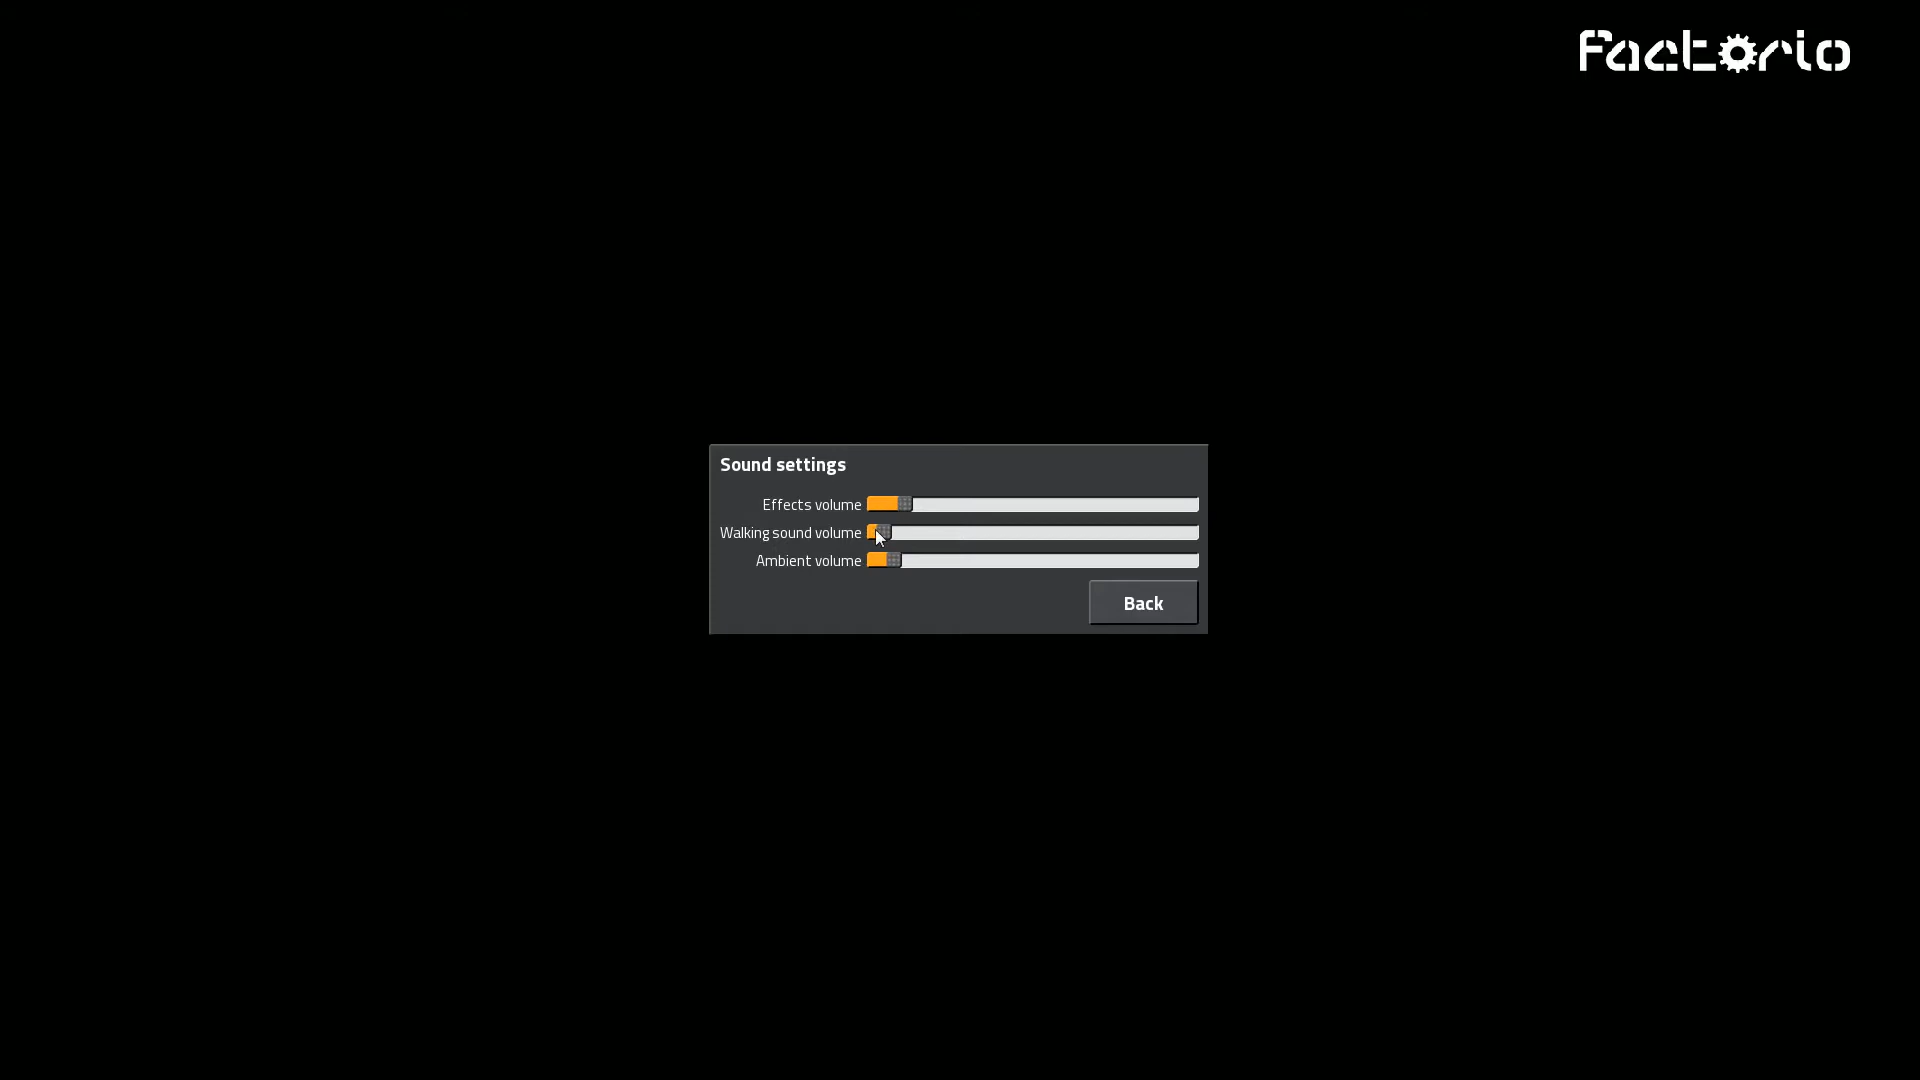 Factorio
Sound settings
Effects volume
Walking sound volume
Ambient volume
Back